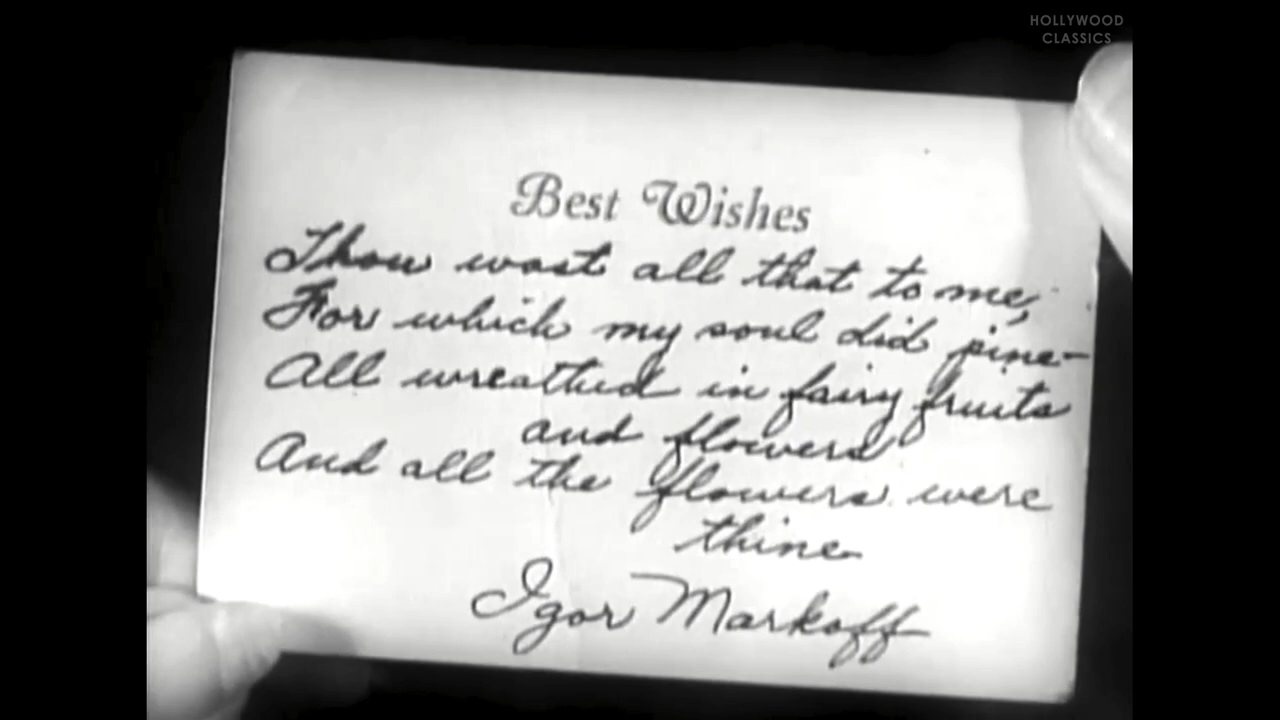 HOLLYWOOD
CLASSICS
Best Wishes
Thou wast all that to me,
For which my soul did pine-
All wreathed in fairy fruits
and flowers
And all the flowers were
thine
Igor Markoff